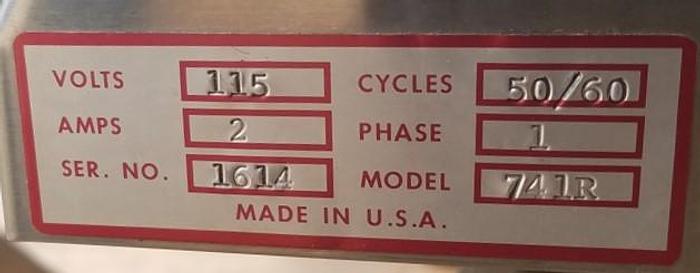 VOLTS 115 CYCLES 50/60
AMPS 2 PHASE 1
SER. NO. 1614 MODEL 741R
MADE IN U.S.A.